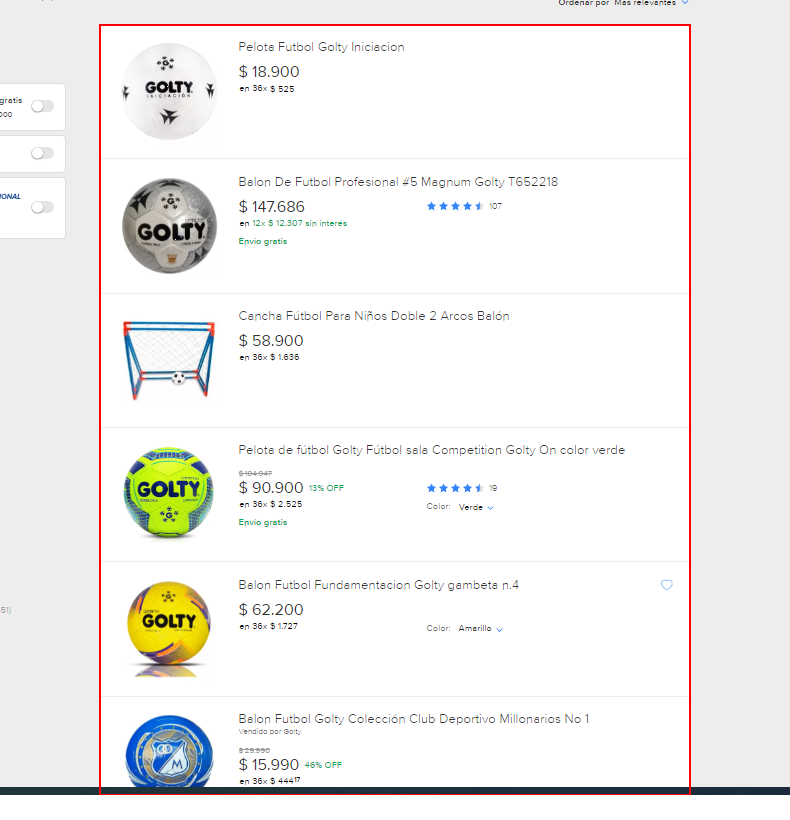 Ordenar por Más relevantes
gratis
000
IONAL
51)
Pelota Futbol Golty Iniciacion
$ 18.900
en 36x $ 525
GOLTY
INICIACIÓN
Balon De Futbol Profesional #5 Magnum Golty T652218
$ 147.686
107
en 12x $ 12.307 sin interés
Envío gratis
GOLTY
Cancha Fútbol Para Niños Doble 2 Arcos Balón
$ 58.900
en 36x $ 1.636
Pelota de fútbol Golty Fútbol sala Competition Golty On color verde
$ 104.947
$ 90.900 13% OFF
19
en 36x $ 2.525
Color: Verde
Envío gratis
GOLTY
Balon Futbol Fundamentacion Golty gambeta n.4
$ 62.200
en 36x $ 1.727
Color: Amarillo
GOLTY
Balon Futbol Golty Colección Club Deportivo Millonarios No 1
Vendido por Golty
$ 29.990
$ 15.990 46% OFF
en 36x $ 444 17
M